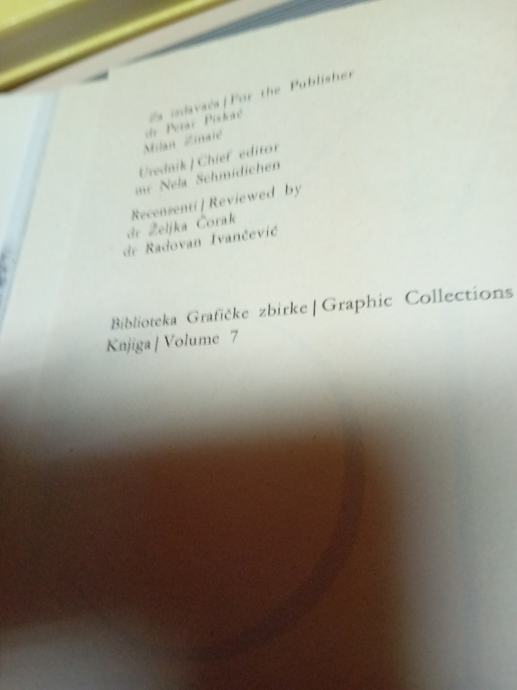 Za izdavača | For the Publisher
dr Petar Piskač
Milan Zinaić
Urednik | Chief editor
mr Nela Schmidichen
Recenzenti | Reviewed by
dr Željka Čorak
dr Radovan Ivančević
Biblioteka Grafičke zbirke | Graphic Collections
Knjiga | Volume 7